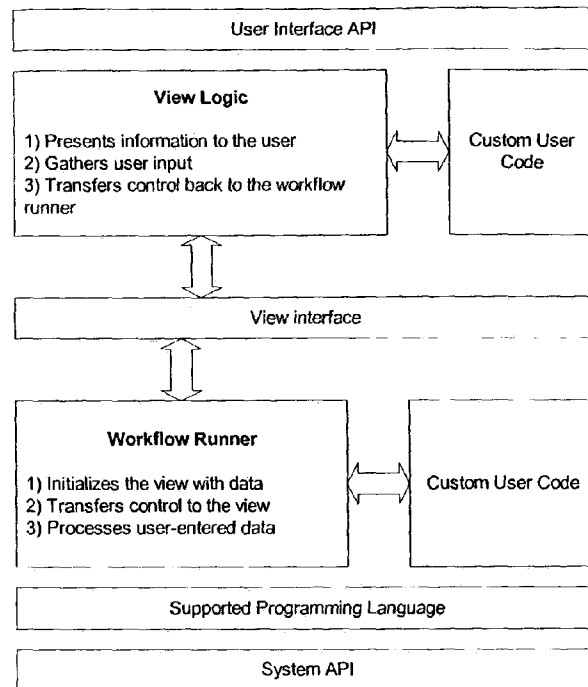 User Interface API
View Logic
1) Presents information to the user
2) Gathers user input
3) Transfers control back to the workflow
runner
Custom User
Code
View interface
Workflow Runner
1) Initializes the view with data
2) Transfers control to the view
3) Processes user-entered data
Custom User Code
Supported Programming Language
System API